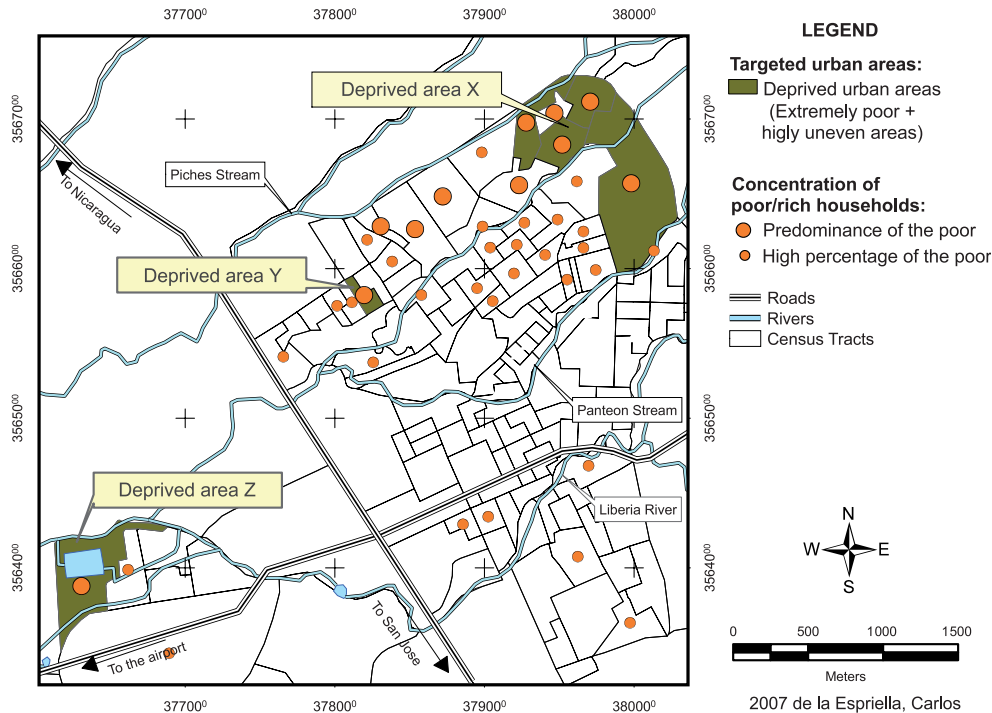 37700⁰ 37800⁰ 37900⁰ 38000⁰
35670⁰⁰
35660⁰⁰
35650⁰⁰
35640⁰⁰
Deprived area X
Piches Stream
To Nicaragua
Deprived area Y
Panteon Stream
Deprived area Z
Liberia River
To San Jose
To the airport
35670⁰⁰
35660⁰⁰
35650⁰⁰
35640⁰⁰
37700⁰ 37800⁰ 37900⁰ 38000⁰
LEGEND
Targeted urban areas:
Deprived urban areas
(Extremely poor +
higly uneven areas)
Concentration of
poor/rich households:
Predominance of the poor
High percentage of the poor
Roads
Rivers
Census Tracts
N
W E
S
0 500 1000 1500
Meters
2007 de la Espriella, Carlos